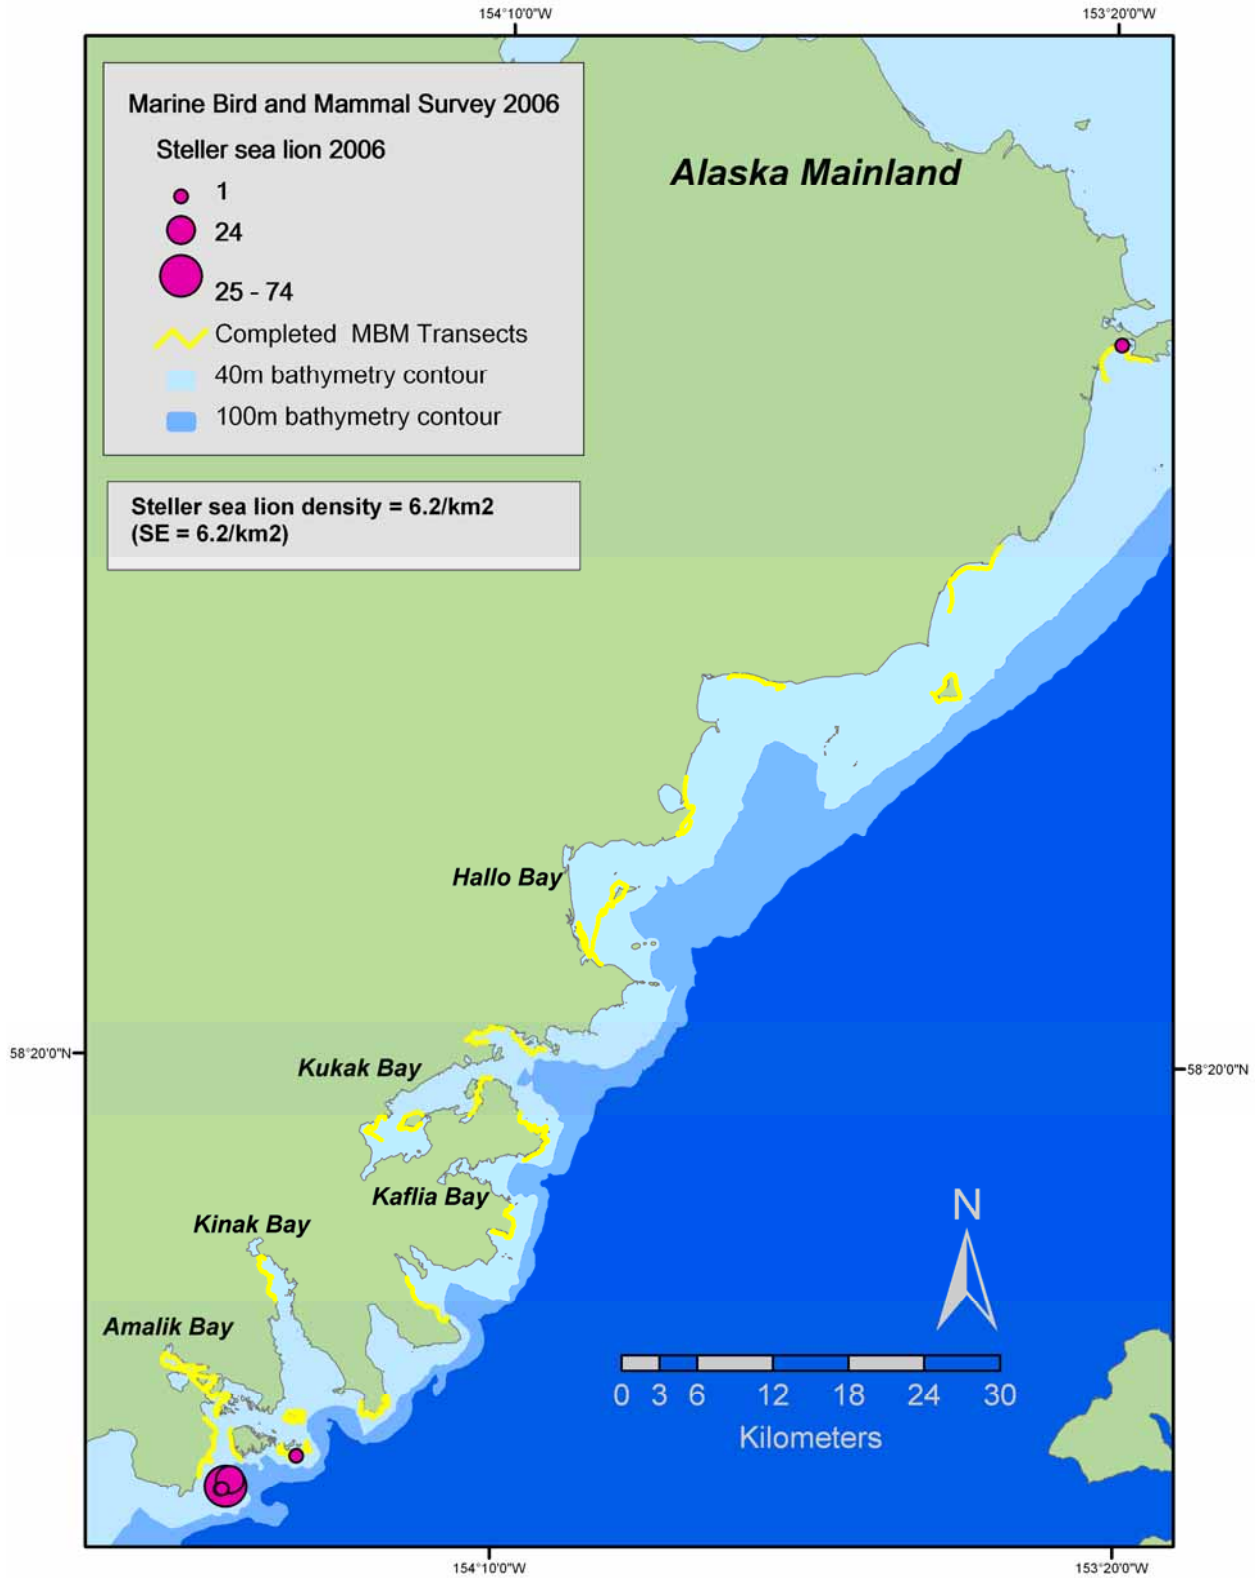 154°10'0"W
153°20'0"W
Marine Bird and Mammal Survey 2006
Steller sea lion 2006
1
24
25 - 74
Completed MBM Transects
40m bathymetry contour
100m bathymetry contour
Alaska Mainland
Steller sea lion density = 6.2/km2
(SE = 6.2/km2)
Hallo Bay
58°20'0"N
Kukak Bay
58°20'0"N
Kaflia Bay
Kinak Bay
N
Amalik Bay
0 3 6 12 18 24 30
Kilometers
154°10'0"W
153°20'0"W